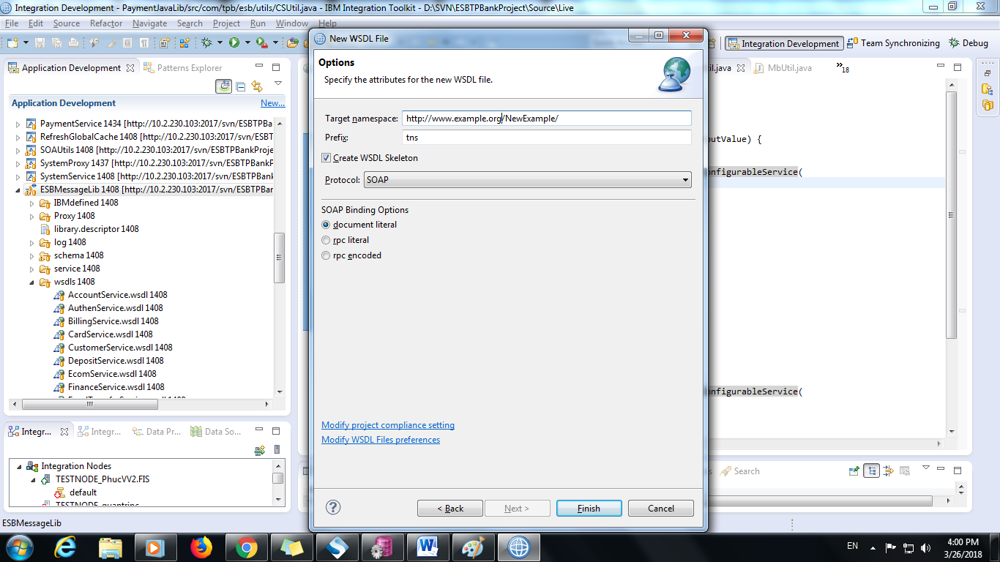 Integration Development - PaymentJavaLib/src/com/tpb/esb/utils/CSUtil.java - IBM Integration Toolkit - D:\SVN\ESBTPBankProject\Source\Live
File Edit Source Refactor Navigate Search Project Run Window Help
Integration Development Team Synchronizing Debug
New WSDL File
Options
Specify the attributes for the new WSDL file.
Target namespace: http://www.example.org/NewExample/
Prefix: tns
Create WSDL Skeleton
Protocol: SOAP
SOAP Binding Options
document literal
rpc literal
rpc encoded
Modify project compliance setting
Modify WSDL Files preferences
< Back Next > Finish Cancel
Application Development Patterns Explorer
Application Development New...
PaymentService 1434 [http://10.2.230.103:2017/svn/ESBTPBa
RefreshGlobalCache 1408 [http://10.2.230.103:2017/svn/ESBT
SOAUtils 1408 [http://10.2.230.103:2017/svn/ESBTPBankProje
SystemProxy 1437 [http://10.2.230.103:2017/svn/ESBTPBankP
SystemService 1408 [http://10.2.230.103:2017/svn/ESBTPBank
ESBMessageLib 1408 [http://10.2.230.103:2017/svn/ESBTPBan
IBMdefined 1408
Proxy 1408
library.descriptor 1408
log 1408
schema 1408
service 1408
wsdls 1408
AccountService.wsdl 1408
AuthenService.wsdl 1408
BillingService.wsdl 1408
CardService.wsdl 1408
CustomerService.wsdl 1408
DepositService.wsdl 1408
EcomService.wsdl 1408
FinanceService.wsdl 1408
til.java MbUtil.java »18
outValue) {
onfigurableService(
onfigurableService(
Integr... Integr... Data Pr... Data So...
Integration Nodes
TESTNODE_PhucVV2.FIS
default
s Search
ESBMessageLib
EN
4:00 PM
3/26/2018